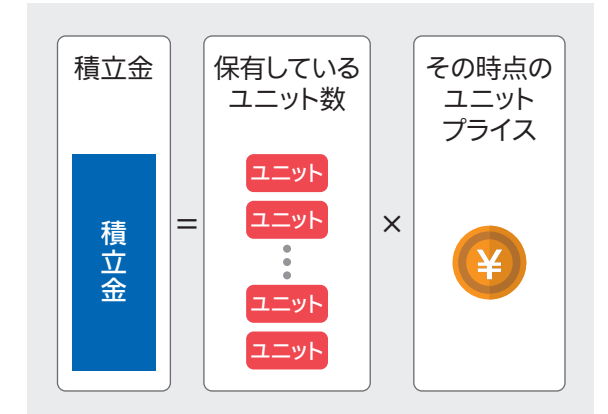 積立金
積立金
=
保有している
ユニット数
ユニット
ユニット
ユニット
ユニット
×
その時点の
ユニット
プライス
¥